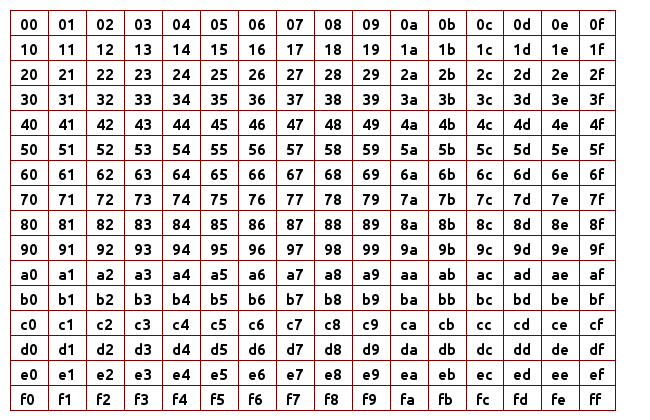 00 01 02 03 04 05 06 07 08 09 0a 0b 0c 0d 0e 0f
10 11 12 13 14 15 16 17 18 19 1a 1b 1c 1d 1e 1f
20 21 22 23 24 25 26 27 28 29 2a 2b 2c 2d 2e 2f
30 31 32 33 34 35 36 37 38 39 3a 3b 3c 3d 3e 3f
40 41 42 43 44 45 46 47 48 49 4a 4b 4c 4d 4e 4f
50 51 52 53 54 55 56 57 58 59 5a 5b 5c 5d 5e 5f
60 61 62 63 64 65 66 67 68 69 6a 6b 6c 6d 6e 6f
70 71 72 73 74 75 76 77 78 79 7a 7b 7c 7d 7e 7f
80 81 82 83 84 85 86 87 88 89 8a 8b 8c 8d 8e 8f
90 91 92 93 94 95 96 97 98 99 9a 9b 9c 9d 9e 9f
a0 a1 a2 a3 a4 a5 a6 a7 a8 a9 aa ab ac ad ae af
b0 b1 b2 b3 b4 b5 b6 b7 b8 b9 ba bb bc bd be bf
c0 c1 c2 c3 c4 c5 c6 c7 c8 c9 ca cb cc cd ce cf
d0 d1 d2 d3 d4 d5 d6 d7 d8 d9 da db dc dd de df
e0 e1 e2 e3 e4 e5 e6 e7 e8 e9 ea eb ec ed ee ef
f0 f1 f2 f3 f4 f5 f6 f7 f8 f9 fa fb fc fd fe ff